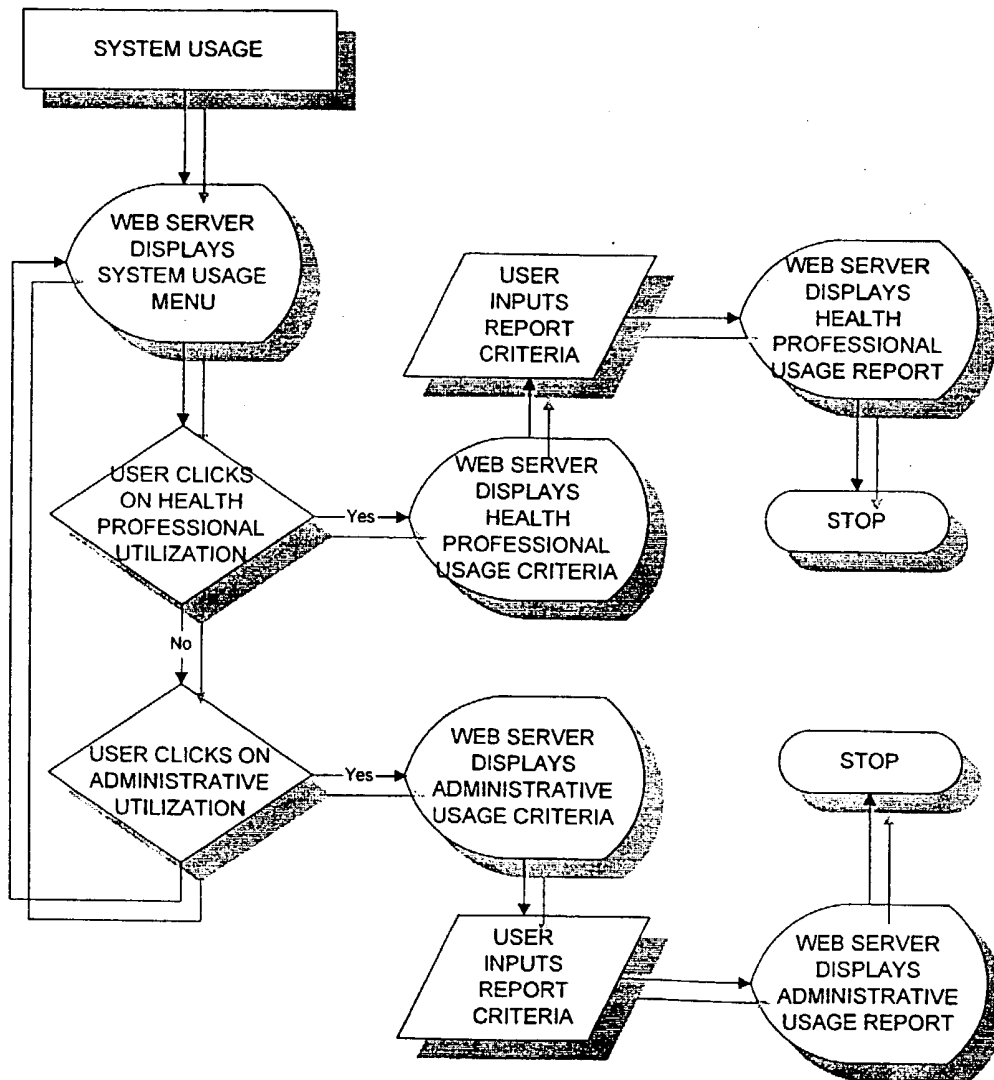 SYSTEM USAGE
WEB SERVER
DISPLAYS
SYSTEM USAGE
MENU
USER
INPUTS
REPORT
CRITERIA
WEB SERVER
DISPLAYS
HEALTH
PROFESSIONAL
USAGE REPORT
USER CLICKS
ON HEALTH
PROFESSIONAL
UTILIZATION
Yes
WEB SERVER
DISPLAYS
HEALTH
PROFESSIONAL
USAGE CRITERIA
STOP
No
USER CLICKS ON
ADMINISTRATIVE
UTILIZATION
Yes
WEB SERVER
DISPLAYS
ADMINISTRATIVE
USAGE CRITERIA
STOP
USER
INPUTS
REPORT
CRITERIA
WEB SERVER
DISPLAYS
ADMINISTRATIVE
USAGE REPORT